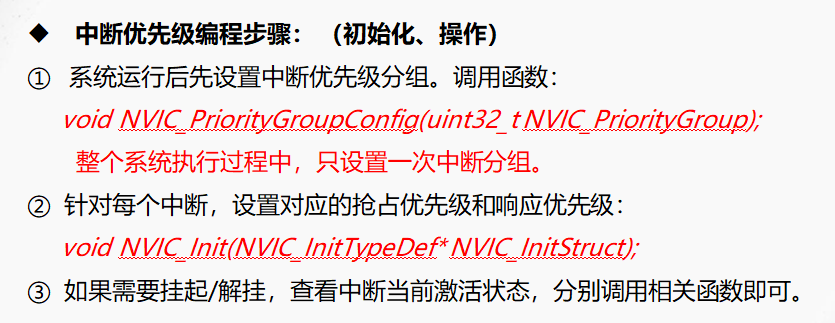 ◆ 中断优先级编程步骤：（初始化、操作）
① 系统运行后先设置中断优先级分组。调用函数：
void NVIC_PriorityGroupConfig(uint32_t NVIC_PriorityGroup);
整个系统执行过程中，只设置一次中断分组。
② 针对每个中断，设置对应的抢占优先级和响应优先级：
void NVIC_Init(NVIC_InitTypeDef* NVIC_InitStruct);
③ 如果需要挂起/解挂，查看中断当前激活状态，分别调用相关函数即可。